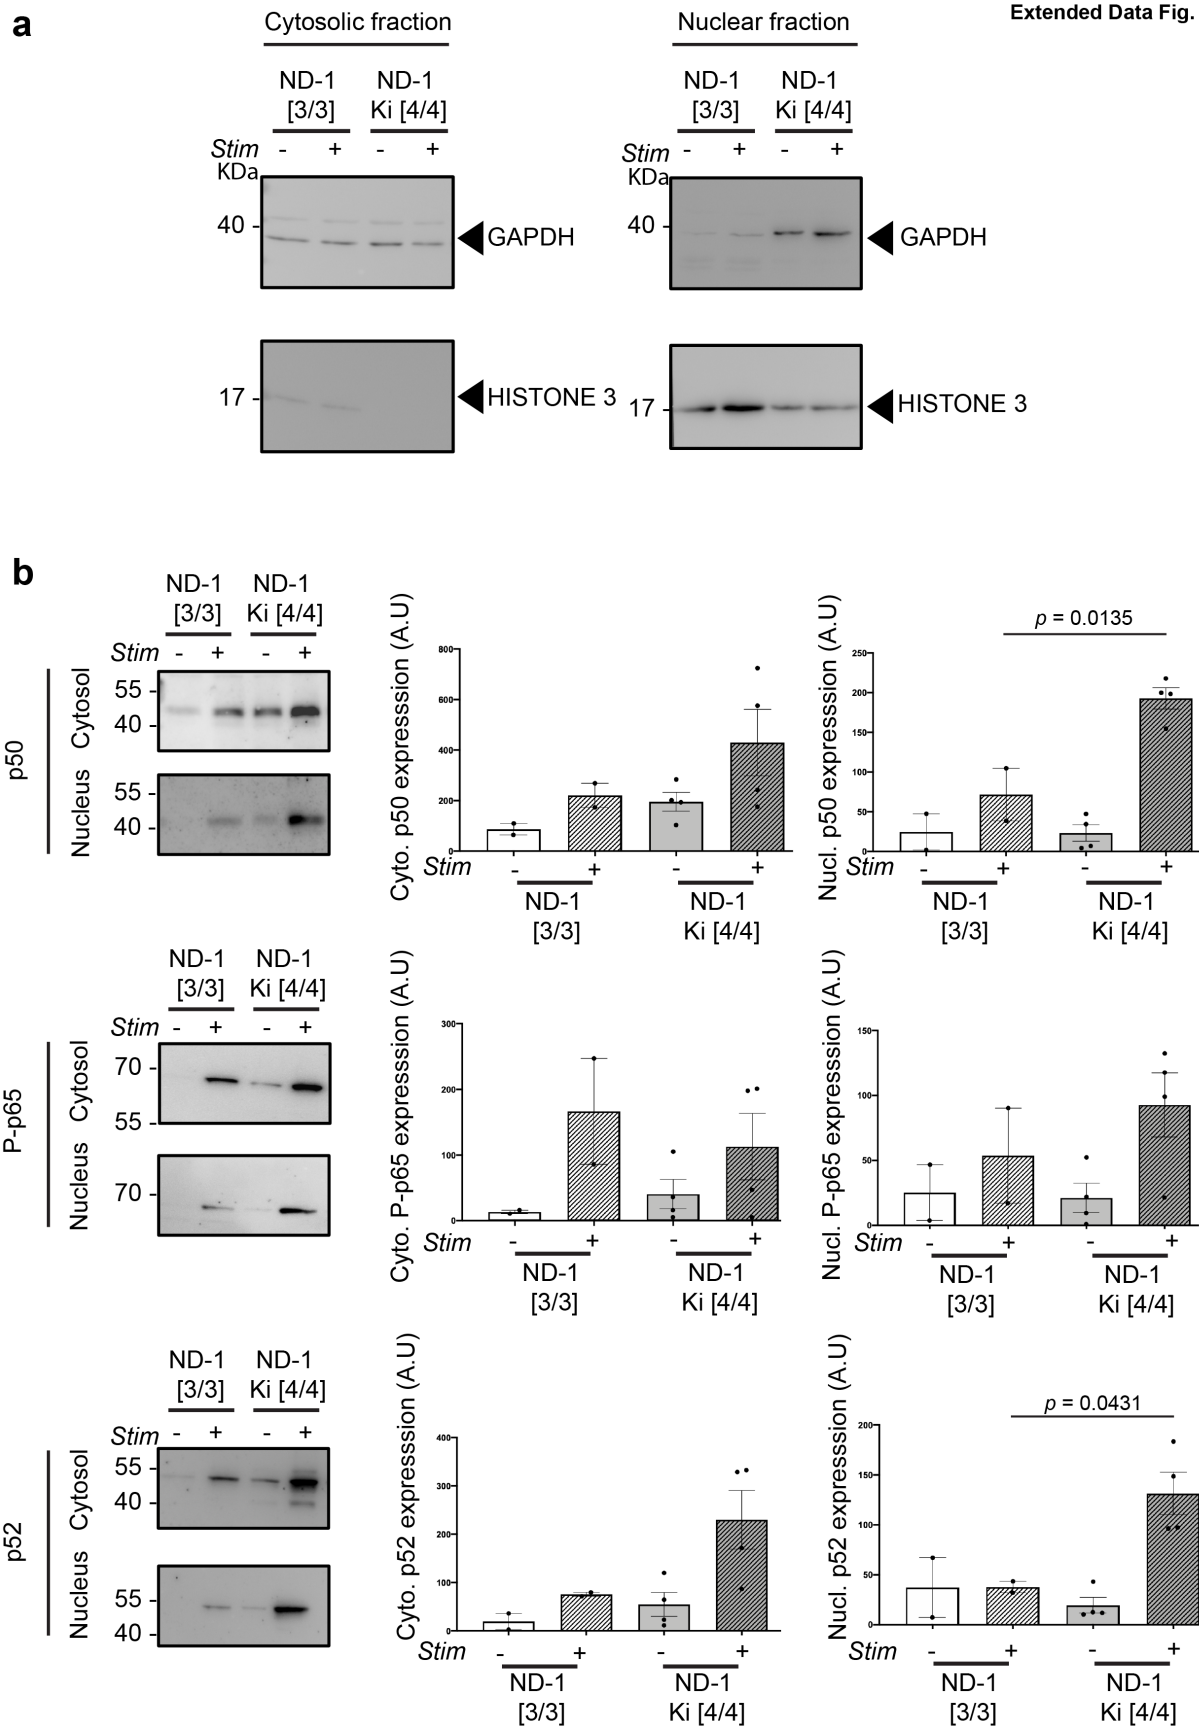 Extended Data Fig.
a
Cytosolic fraction
Nuclear fraction
ND-1
[3/3]
ND-1
Ki [4/4]
ND-1
[3/3]
ND-1
Ki [4/4]
Stim - + - +
Stim - + - +
KDa
KDa
40 -
GAPDH
40 -
GAPDH
17 -
HISTONE 3
17 -
HISTONE 3
b
ND-1
[3/3]
ND-1
Ki [4/4]
Stim - + - +
p50
Cytosol
55 -
40 -
Nucleus
55 -
40 -
Cyto. p50 expresssion (A.U)
800
600
400
200
0
Stim - + - +
ND-1
[3/3]
ND-1
Ki [4/4]
Nucl. p50 expresssion (A.U)
p = 0.0135
250
200
150
100
50
0
Stim - + - +
ND-1
[3/3]
ND-1
Ki [4/4]
ND-1
[3/3]
ND-1
Ki [4/4]
Stim - + - +
P-p65
Cytosol
70 -
55 -
Nucleus
70 -
Cyto. P-p65 expresssion (A.U)
300
200
100
0
Stim - + - +
ND-1
[3/3]
ND-1
Ki [4/4]
Nucl. P-p65 expresssion (A.U)
150
100
50
0
Stim - + - +
ND-1
[3/3]
ND-1
Ki [4/4]
ND-1
[3/3]
ND-1
Ki [4/4]
Stim - + - +
p52
Cytosol
55 -
40 -
Nucleus
55 -
40 -
Cyto. p52 expresssion (A.U)
400
300
200
100
0
Stim - + - +
ND-1
[3/3]
ND-1
Ki [4/4]
Nucl. p52 expresssion (A.U)
p = 0.0431
200
150
100
50
0
Stim - + - +
ND-1
[3/3]
ND-1
Ki [4/4]